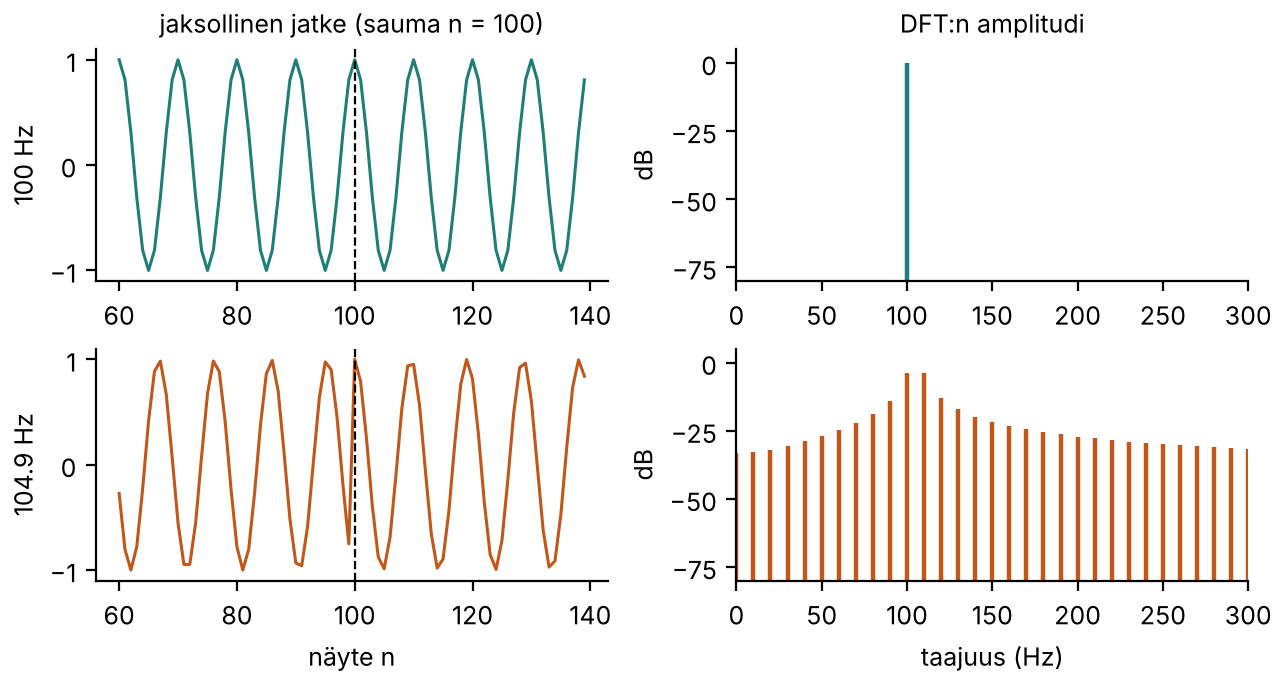 jaksollinen jatke (sauma n = 100)
100 Hz
1
0
−1
60 80 100 120 140
DFT:n amplitudi
dB
0
−25
−50
−75
0 50 100 150 200 250 300
104.9 Hz
1
0
−1
60 80 100 120 140
näyte n
dB
0
−25
−50
−75
0 50 100 150 200 250 300
taajuus (Hz)